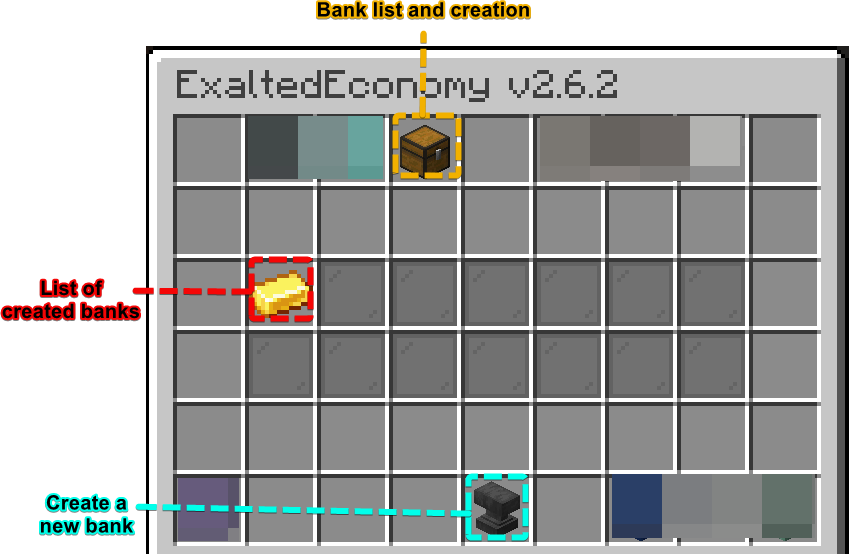 Bank list and creation
ExaltedEconomy v2.6.2
List of
created banks
Create a
new bank